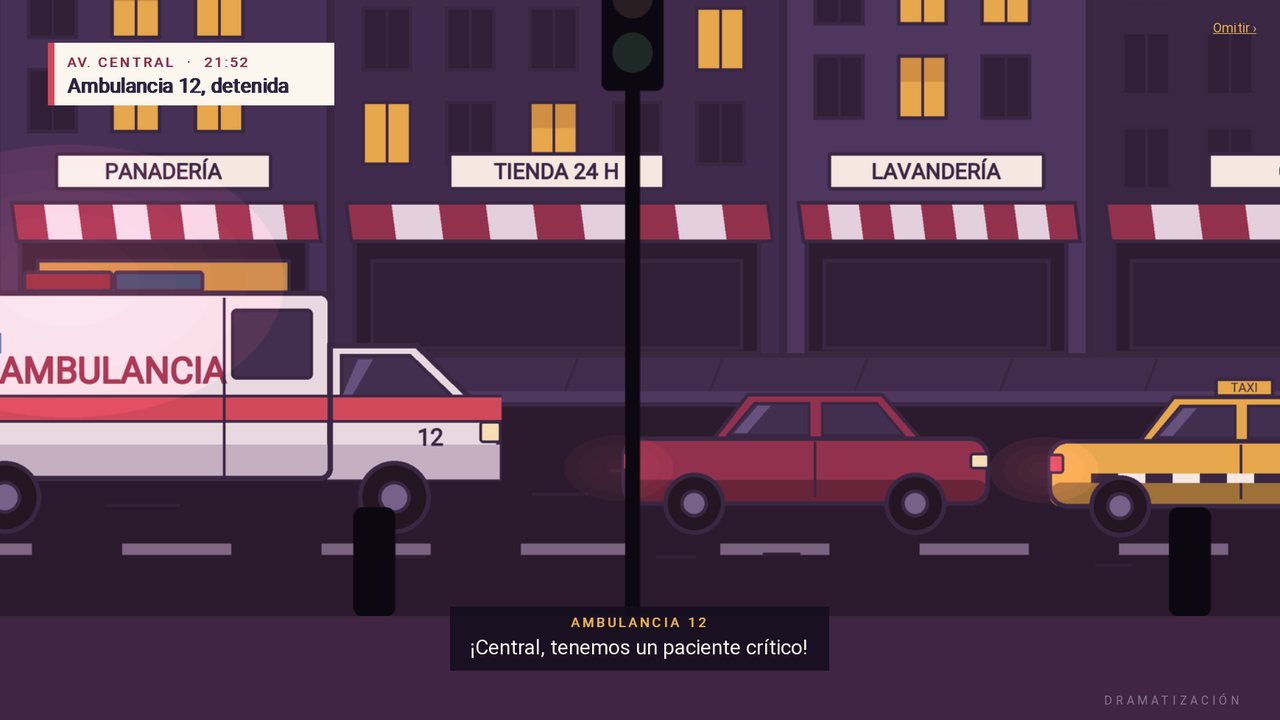 Omitir ›
AV. CENTRAL · 21:52
Ambulancia 12, detenida
PANADERÍA
TIENDA 24 H
LAVANDERÍA
AMBULANCIA
12
TAXI
AMBULANCIA 12
¡Central, tenemos un paciente crítico!
DRAMATIZACIÓN